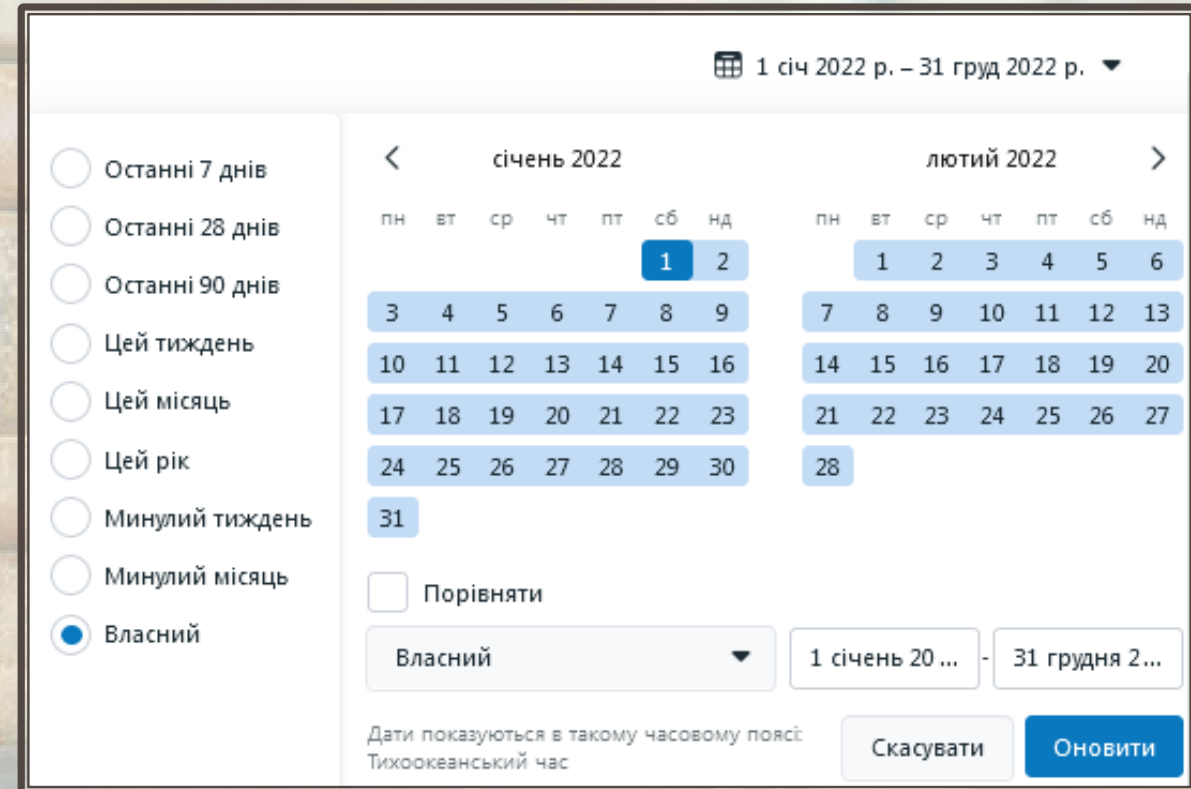 1 січ 2022 р. – 31 груд 2022 р.
Останні 7 днів
Останні 28 днів
Останні 90 днів
Цей тиждень
Цей місяць
Цей рік
Минулий тиждень
Минулий місяць
Власний
січень 2022
пн вт ср чт пт сб нд
1 2
3 4 5 6 7 8 9
10 11 12 13 14 15 16
17 18 19 20 21 22 23
24 25 26 27 28 29 30
31
лютий 2022
пн вт ср чт пт сб нд
1 2 3 4 5 6
7 8 9 10 11 12 13
14 15 16 17 18 19 20
21 22 23 24 25 26 27
28
Порівняти
Власний
1 січень 20 ... - 31 грудня 2...
Дати показуються в такому часовому поясі:
Тихоокеанський час
Скасувати
Оновити